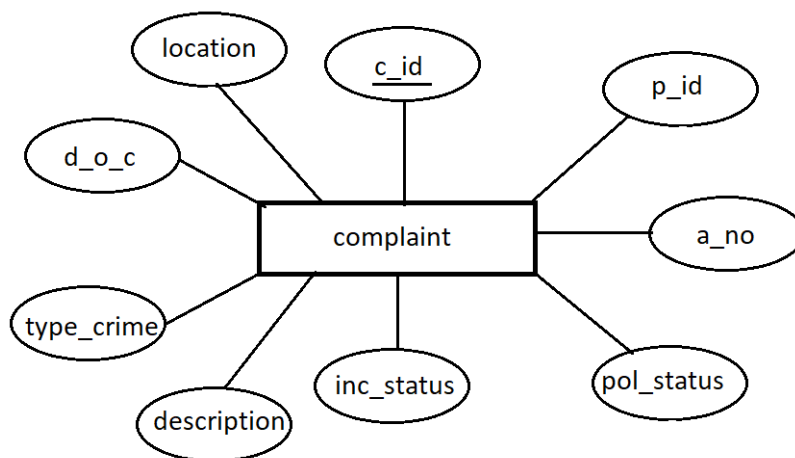 location
c_id
p_id
d_o_c
complaint
a_no
type_crime
inc_status
pol_status
description